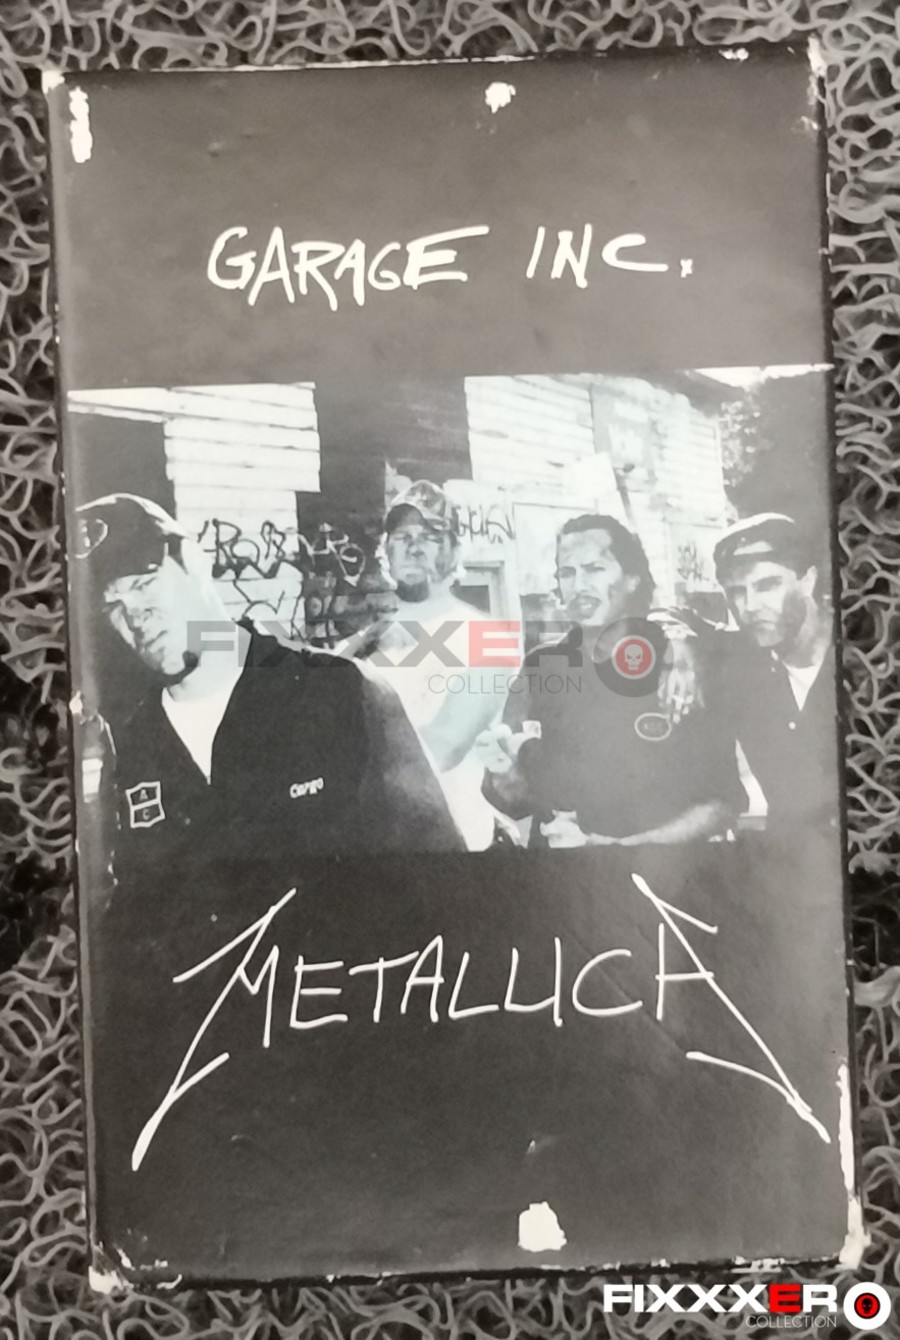 GARAGE INC.
FIXXXERO
COLLECTION
A
C
METALLICA
FIXXXERO
COLLECTION